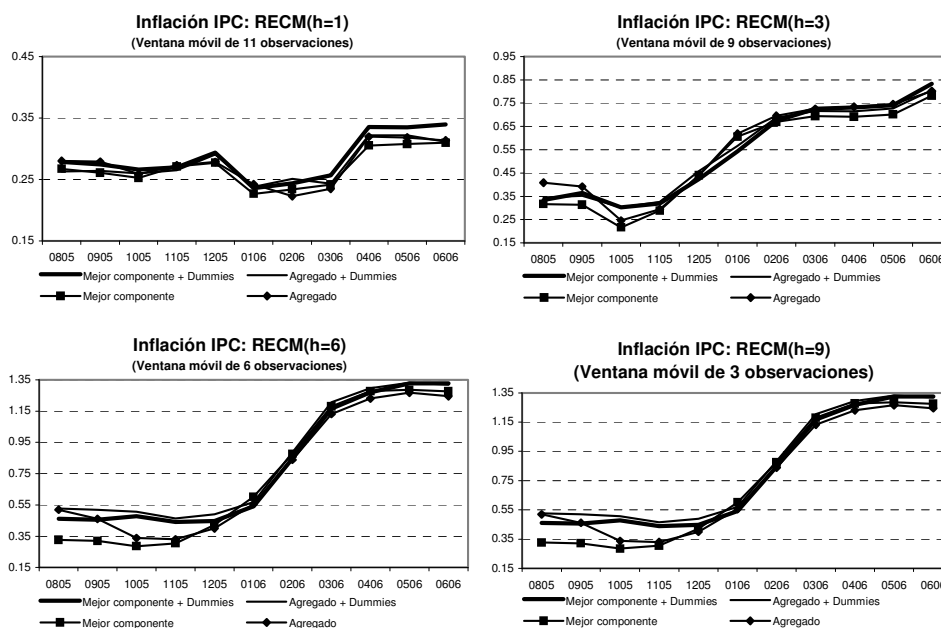 Inflación IPC: RECM(h=1)
(Ventana móvil de 11 observaciones)
0.45
0.35
0.25
0.15
0805 0905 1005 1105 1205 0106 0206 0306 0406 0506 0606
Mejor componente + Dummies Agregado + Dummies
Mejor componente Agregado
Inflación IPC: RECM(h=3)
(Ventana móvil de 9 observaciones)
0.95
0.85
0.75
0.65
0.55
0.45
0.35
0.25
0.15
0805 0905 1005 1105 1205 0106 0206 0306 0406 0506 0606
Mejor componente + Dummies Agregado + Dummies
Mejor componente Agregado
Inflación IPC: RECM(h=6)
(Ventana móvil de 6 observaciones)
1.35
1.15
0.95
0.75
0.55
0.35
0.15
0805 0905 1005 1105 1205 0106 0206 0306 0406 0506 0606
Mejor componente + Dummies Agregado + Dummies
Mejor componente Agregado
Inflación IPC: RECM(h=9)
(Ventana móvil de 3 observaciones)
1.35
1.15
0.95
0.75
0.55
0.35
0.15
0805 0905 1005 1105 1205 0106 0206 0306 0406 0506 0606
Mejor componente + Dummies Agregado + Dummies
Mejor componente Agregado